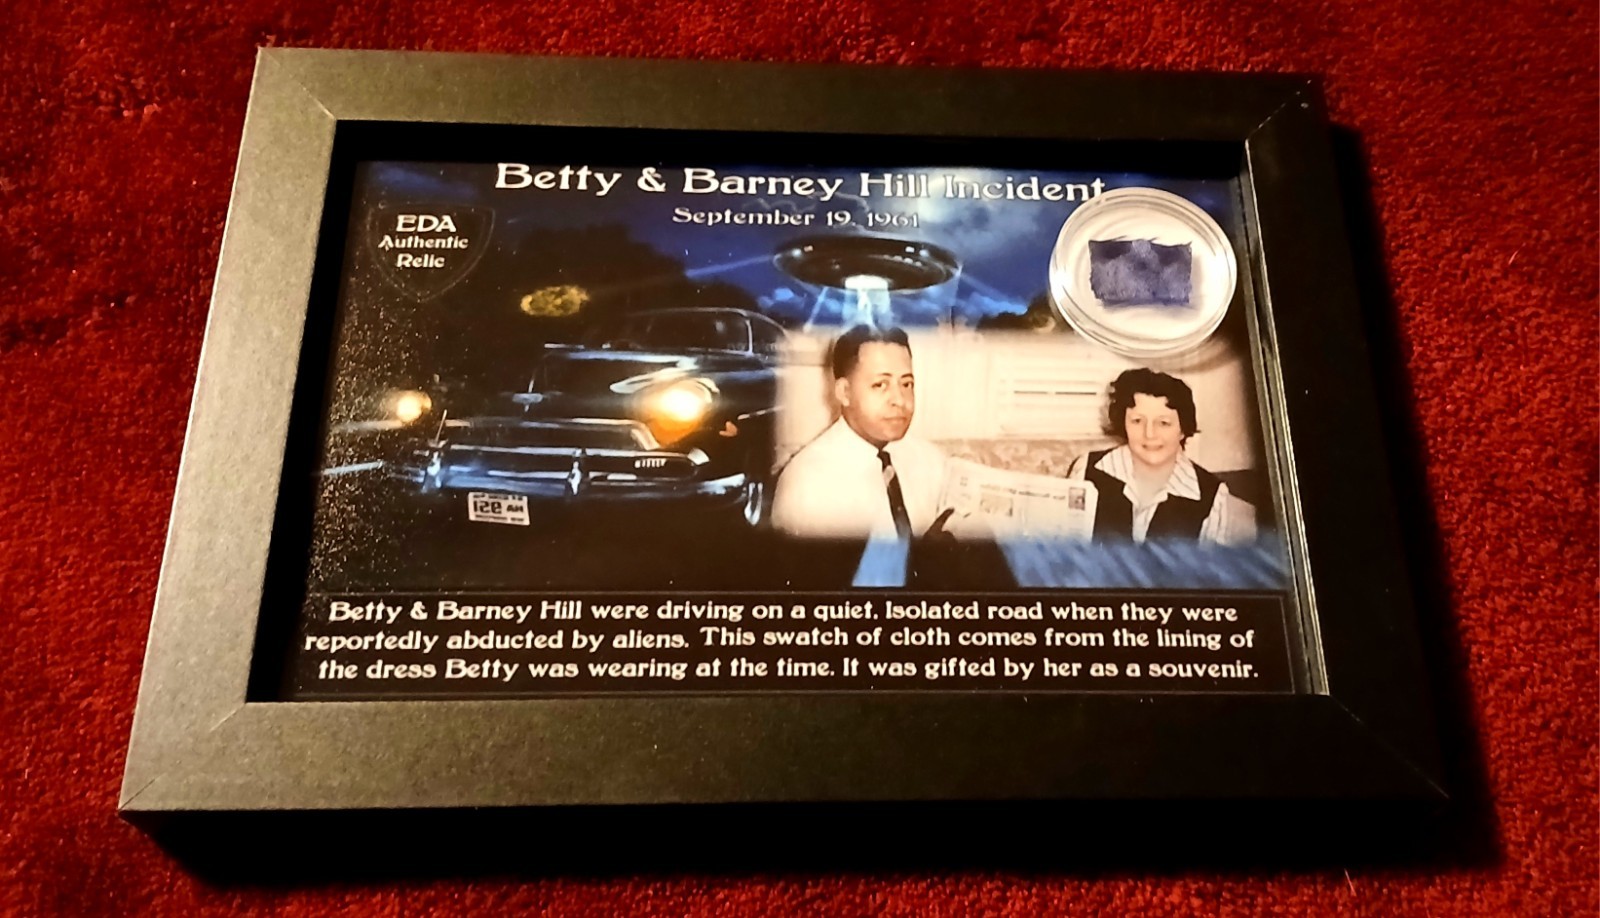 Betty & Barney Hill Incident
September 19, 1961
EDA
Authentic
Relic
Betty & Barney Hill were driving on a quiet, Isolated road when they were
reportedly abducted by aliens. This swatch of cloth comes from the lining of
the dress Betty was wearing at the time. It was gifted by her as a souvenir.